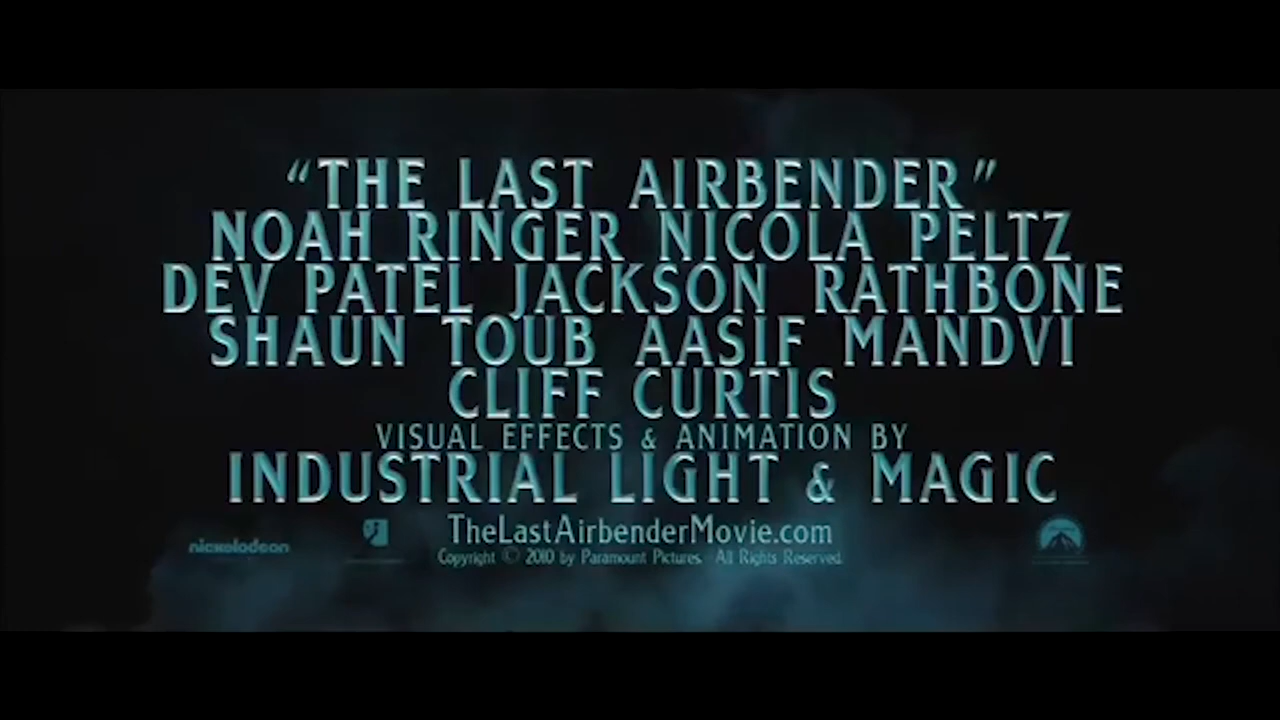 “THE LAST AIRBENDER”
NOAH RINGER NICOLA PELTZ
DEV PATEL JACKSON RATHBONE
SHAUN TOUB AASIF MANDVI
CLIFF CURTIS
VISUAL EFFECTS & ANIMATION BY
INDUSTRIAL LIGHT & MAGIC
TheLastAirbenderMovie.com
nickelodeon
Copyright © 2010 by Paramount Pictures. All Rights Reserved.